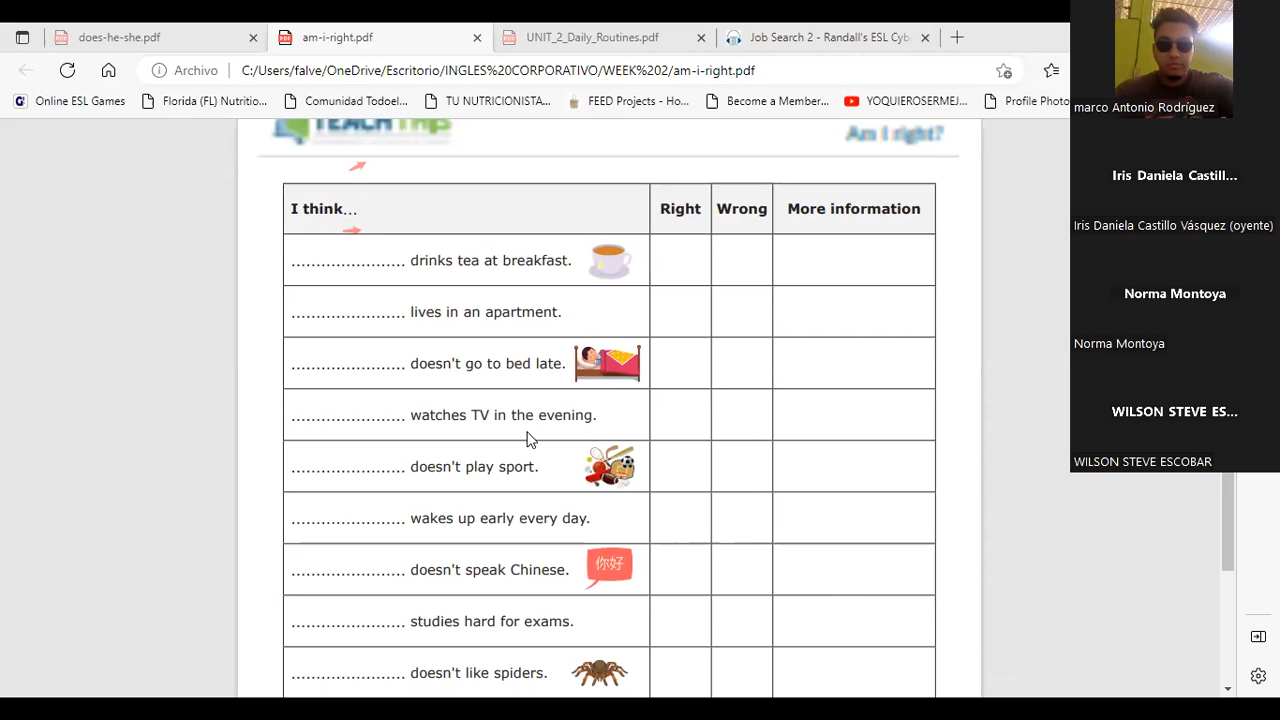 does-he-she.pdf
am-i-right.pdf
UNIT_2_Daily_Routines.pdf
Job Search 2 - Randall's ESL Cyb
Archivo
C:/Users/falve/OneDrive/Escritorio/INGLES%20CORPORATIVO/WEEK%202/am-i-right.pdf
Online ESL Games
Florida (FL) Nutritio...
Comunidad Todoel...
TU NUTRICIONISTA...
FEED Projects - Ho...
Become a Member...
YOQUIEROSERMEJ...
Profile Photo
TEACH THIS
Am I right?
I think...
Right
Wrong
More information
....................... drinks tea at breakfast.
....................... lives in an apartment.
....................... doesn't go to bed late.
....................... watches TV in the evening.
....................... doesn't play sport.
....................... wakes up early every day.
....................... doesn't speak Chinese.
你好
....................... studies hard for exams.
....................... doesn't like spiders.
marco Antonio Rodríguez
Iris Daniela Castill...
Iris Daniela Castillo Vásquez (oyente)
Norma Montoya
Norma Montoya
WILSON STEVE ES...
WILSON STEVE ESCOBAR